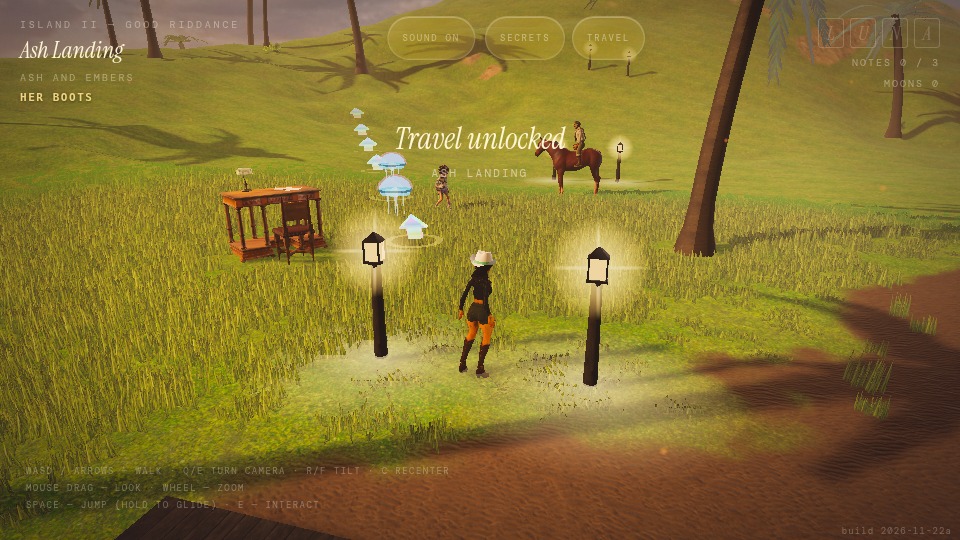 ISLAND II — GOOD RIDDANCE
Ash Landing
ASH AND EMBERS
HER BOOTS
SOUND ON
SECRETS
TRAVEL
L U N A
NOTES 0 / 3
MOONS 0
Travel unlocked
ASH LANDING
WASD / ARROWS · WALK · Q/E TURN CAMERA · R/F TILT · C RECENTER
MOUSE DRAG — LOOK · WHEEL — ZOOM
SPACE — JUMP (HOLD TO GLIDE) · E — INTERACT
build 2026-11-22a